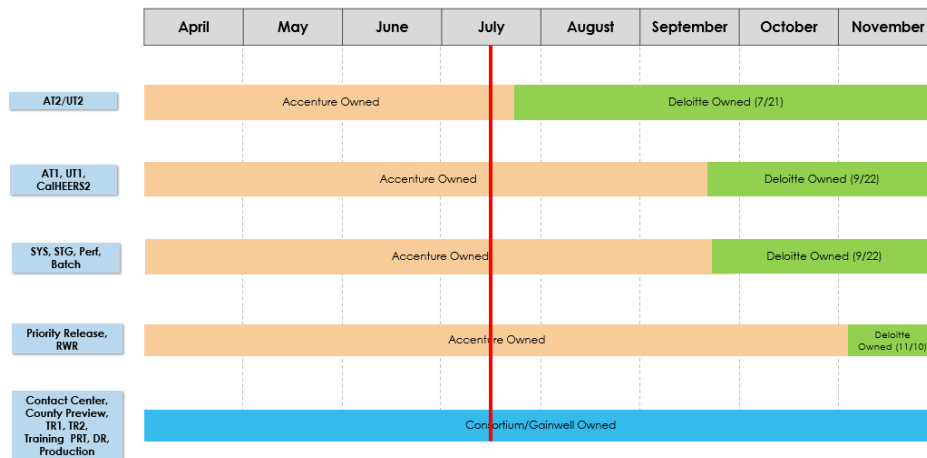 April May June July August September October November
AT2/UT2
Accenture Owned
Deloitte Owned (7/21)
AT1, UT1,
CalHEERS2
Accenture Owned
Deloitte Owned (9/22)
SYS, STG, Perf,
Batch
Accenture Owned
Deloitte Owned (9/22)
Priority Release,
RWR
Accenture Owned
Deloitte
Owned (11/10)
Contact Center,
County Preview,
TR1, TR2,
Training PRT, DR,
Production
Consortium/Gainwell Owned